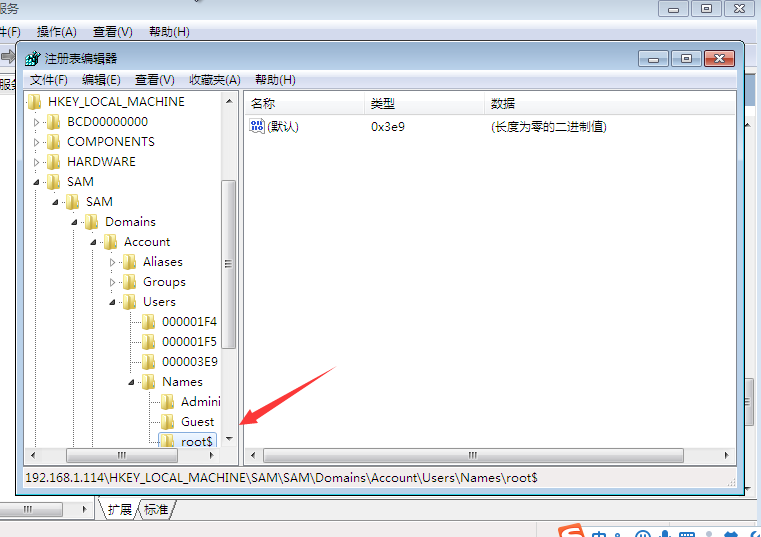 服务
件(F) 操作(A) 查看(V) 帮助(H)
注册表编辑器
文件(F) 编辑(E) 查看(V) 收藏夹(A) 帮助(H)
服务
HKEY_LOCAL_MACHINE
BCD00000000
COMPONENTS
HARDWARE
SAM
SAM
Domains
Account
Aliases
Groups
Users
000001F4
000001F5
000003E9
Names
Admini
Guest
root$
名称 类型 数据
(默认) 0x3e9 (长度为零的二进制值)
192.168.1.114\HKEY_LOCAL_MACHINE\SAM\SAM\Domains\Account\Users\Names\root$
扩展 标准